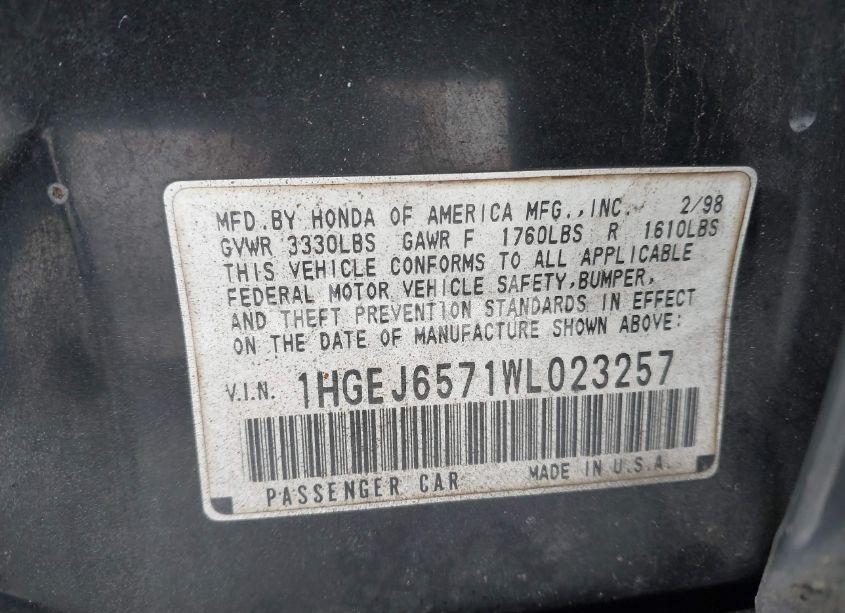 MFD.BY HONDA OF AMERICA MFG.,INC. 2/98
GVWR 3330LBS GAWR F 1760LBS R 1610LBS
THIS VEHICLE CONFORMS TO ALL APPLICABLE
FEDERAL MOTOR VEHICLE SAFETY,BUMPER,
AND THEFT PREVENTION STANDARDS IN EFFECT
ON THE DATE OF MANUFACTURE SHOWN ABOVE:
V.I.N. 1HGEJ6571WL023257
PASSENGER CAR MADE IN U.S.A.